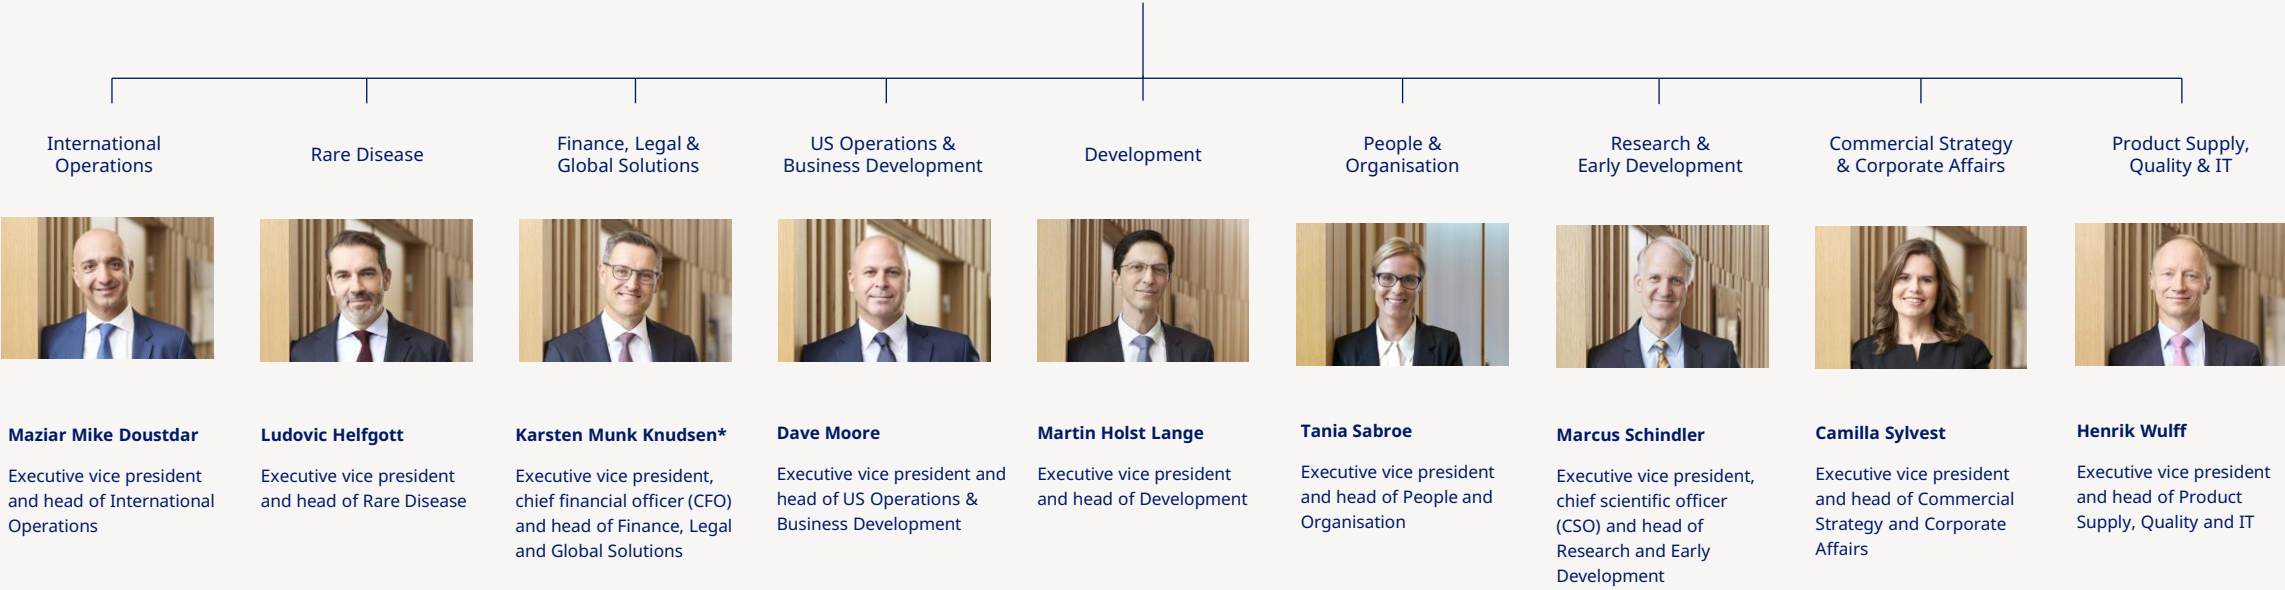 International
Operations
Rare Disease
Finance, Legal &
Global Solutions
US Operations &
Business Development
Development
People &
Organisation
Research &
Early Development
Commercial Strategy
& Corporate Affairs
Product Supply,
Quality & IT
Maziar Mike Doustdar
Executive vice president
and head of International
Operations
Ludovic Helfgott
Executive vice president
and head of Rare Disease
Karsten Munk Knudsen*
Executive vice president,
chief financial officer (CFO)
and head of Finance, Legal
and Global Solutions
Dave Moore
Executive vice president and
head of US Operations &
Business Development
Martin Holst Lange
Executive vice president
and head of Development
Tania Sabroe
Executive vice president
and head of People and
Organisation
Marcus Schindler
Executive vice president,
chief scientific officer
(CSO) and head of
Research and Early
Development
Camilla Sylvest
Executive vice president
and head of Commercial
Strategy and Corporate
Affairs
Henrik Wulff
Executive vice president
and head of Product
Supply, Quality and IT